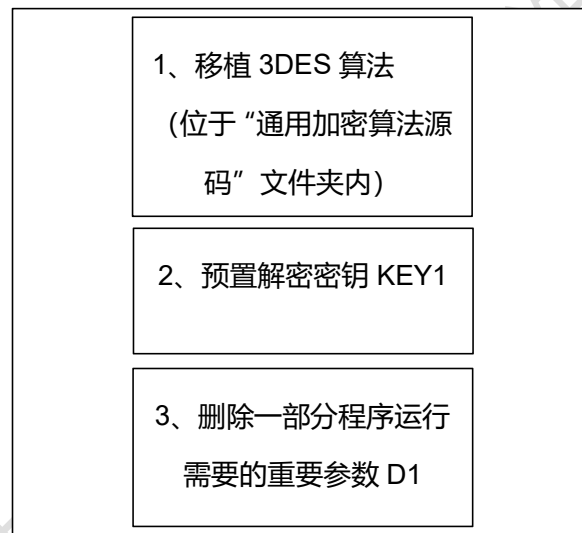 1、移植 3DES 算法
(位于“通用加密算法源
码”文件夹内)
2、预置解密密钥 KEY1
3、删除一部分程序运行
需要的重要参数 D1